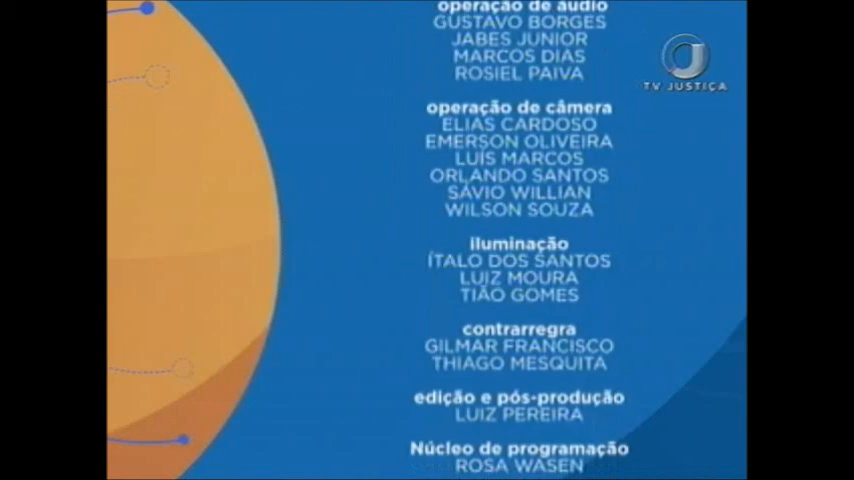 operação de áudio
GUSTAVO BORGES
JABES JUNIOR
MARCOS DIAS
ROSIEL PAIVA
TV JUSTIÇA
operação de câmera
ELIAS CARDOSO
EMERSON OLIVEIRA
LUÍS MARCOS
ORLANDO SANTOS
SÁVIO WILLIAN
WILSON SOUZA
iluminação
ÍTALO DOS SANTOS
LUIZ MOURA
TIÃO GOMES
contrarregra
GILMAR FRANCISCO
THIAGO MESQUITA
edição e pós-produção
LUIZ PEREIRA
Núcleo de programação
ROSA WASEN